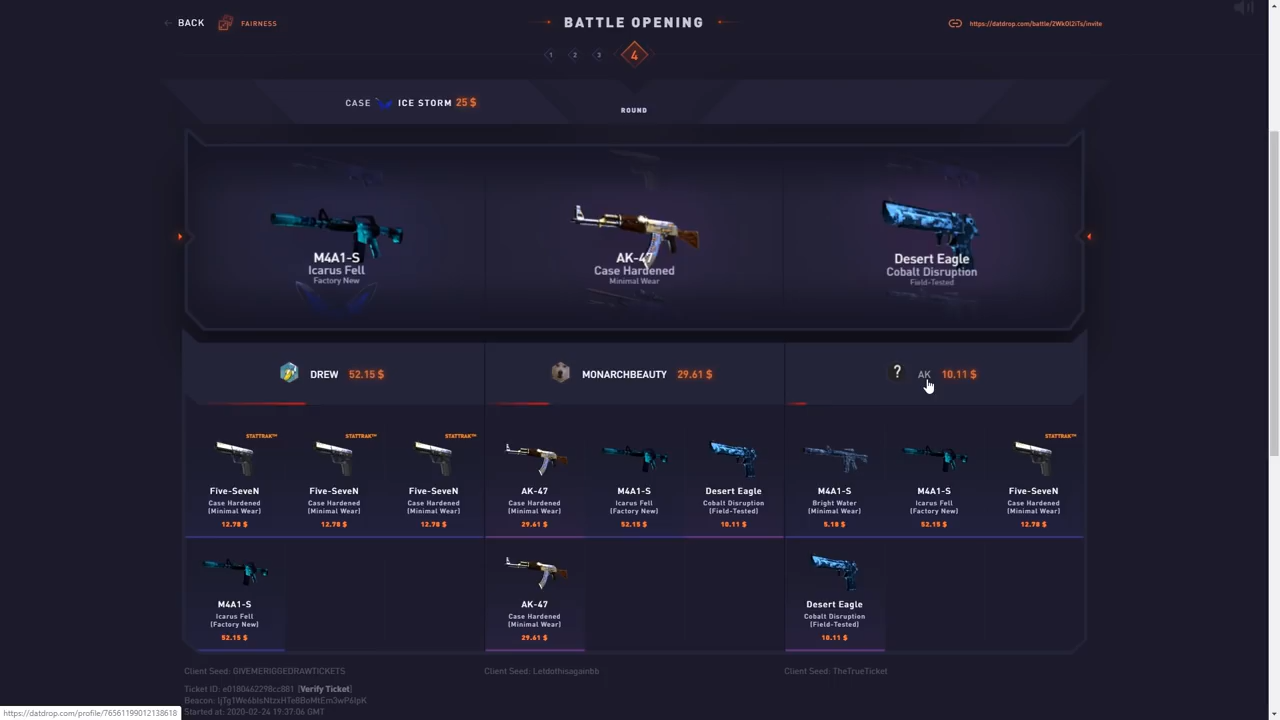 BACK
FAIRNESS
BATTLE OPENING
https://datdrop.com/battle/2WkOl2iTs/invite
1 2 3 4
CASE ICE STORM 25 $
ROUND
M4A1-S
Icarus Fell
Factory New
AK-47
Case Hardened
Minimal Wear
Desert Eagle
Cobalt Disruption
Field-Tested
DREW 52.15 $
MONARCHBEAUTY 29.61 $
? AK 10.11 $
STATTRAK™
Five-SeveN
Case Hardened
(Minimal Wear)
12.78 $
STATTRAK™
Five-SeveN
Case Hardened
(Minimal Wear)
12.78 $
STATTRAK™
Five-SeveN
Case Hardened
(Minimal Wear)
12.78 $
AK-47
Case Hardened
(Minimal Wear)
29.61 $
M4A1-S
Icarus Fell
(Factory New)
52.15 $
Desert Eagle
Cobalt Disruption
(Field-Tested)
10.11 $
M4A1-S
Bright Water
(Minimal Wear)
5.18 $
M4A1-S
Icarus Fell
(Factory New)
52.15 $
STATTRAK™
Five-SeveN
Case Hardened
(Minimal Wear)
12.78 $
M4A1-S
Icarus Fell
(Factory New)
52.15 $
AK-47
Case Hardened
(Minimal Wear)
29.61 $
Desert Eagle
Cobalt Disruption
(Field-Tested)
10.11 $
Client Seed: GIVEMERIGGEDRAWTICKETS
Client Seed: Letdothisagainbb
Client Seed: TheTrueTicket
Ticket ID: e0180462298cc881 [Verify Ticket]
Beacon: ljTg1We6bIsNtzxHTe8BoMtEm3wP6ipK
Started at: 2020-02-24 19:37:06 GMT
https://datdrop.com/profile/76561199012138618